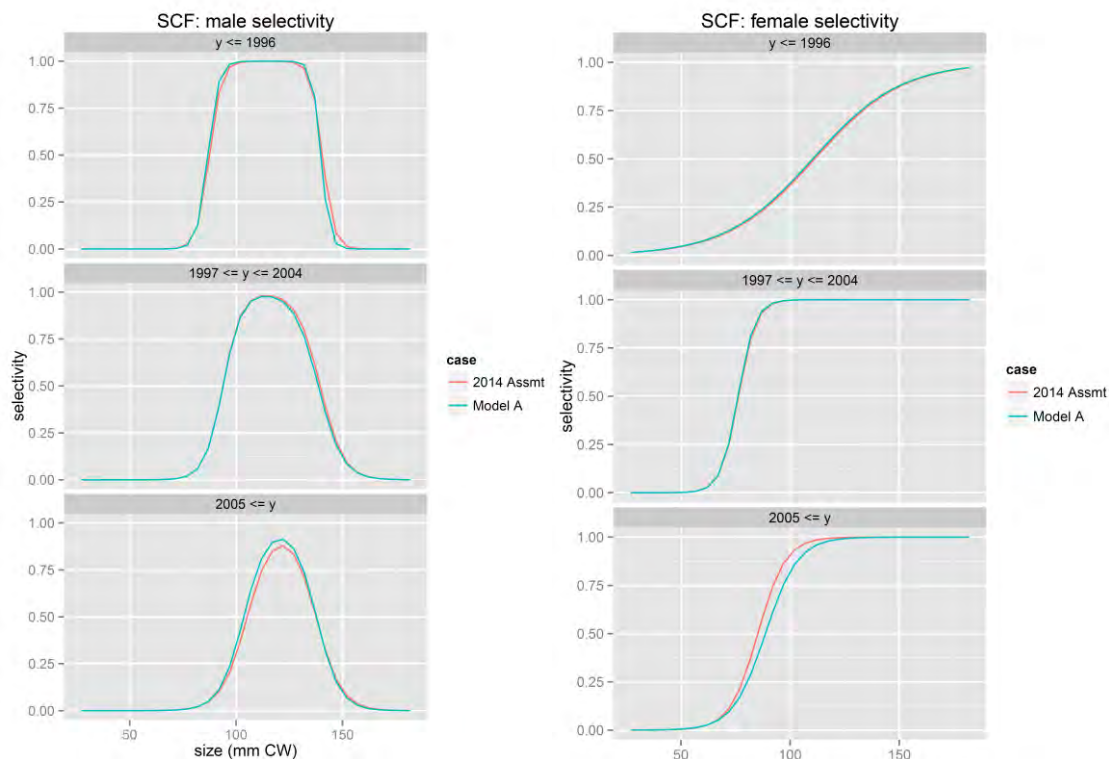 SCF: male selectivity
y <= 1996
1.00
0.75
0.50
0.25
0.00
1997 <= y <= 2004
1.00
0.75
0.50
0.25
0.00
2005 <= y
1.00
0.75
0.50
0.25
0.00
selectivity
50
100
150
size (mm CW)
case
2014 Assmt
Model A
SCF: female selectivity
y <= 1996
1.00
0.75
0.50
0.25
0.00
1997 <= y <= 2004
1.00
0.75
0.50
0.25
0.00
2005 <= y
1.00
0.75
0.50
0.25
0.00
selectivity
50
100
150
case
2014 Assmt
Model A